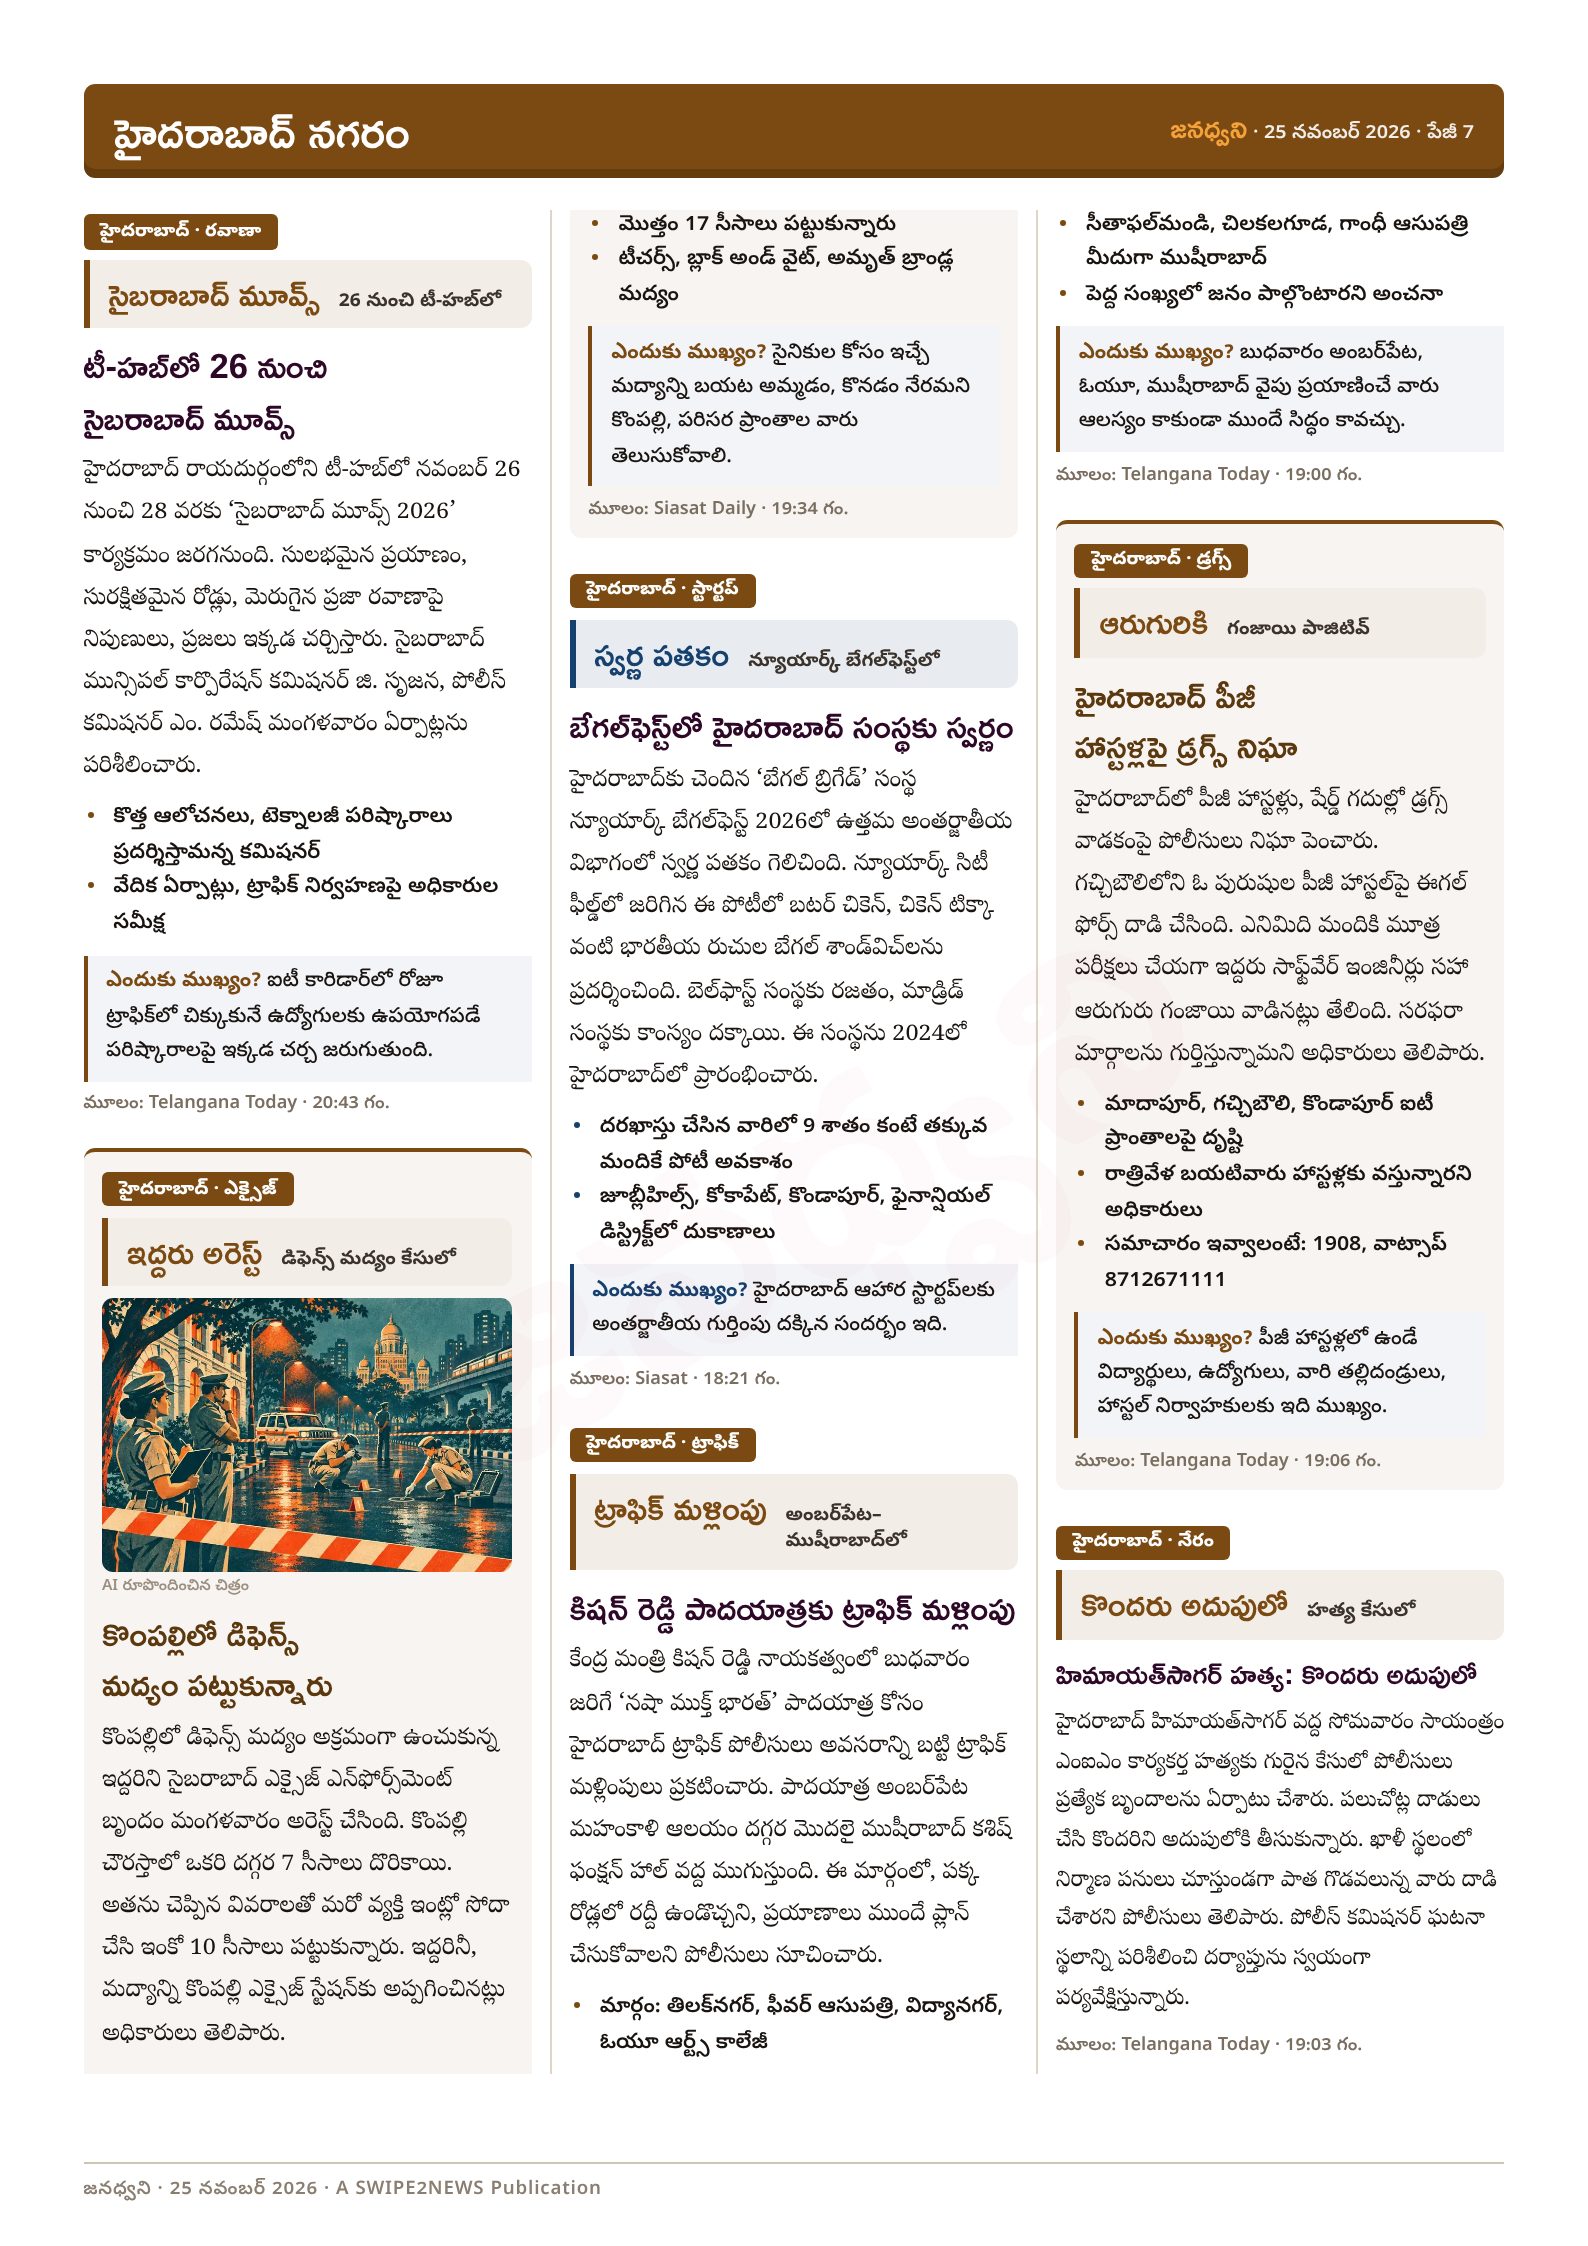 హైదరాబాద్ నగరం
జనధ్వని · 25 నవంబర్ 2026 · పేజీ 7
హైదరాబాద్ · రవాణా
సైబరాబాద్ మూవ్స్ 26 నుంచి టీ-హబ్‌లో
టీ-హబ్‌లో 26 నుంచి
సైబరాబాద్ మూవ్స్
హైదరాబాద్ రాయదుర్గంలోని టీ-హబ్‌లో నవంబర్ 26
నుంచి 28 వరకు ‘సైబరాబాద్ మూవ్స్ 2026’
కార్యక్రమం జరగనుంది. సులభమైన ప్రయాణం,
సురక్షితమైన రోడ్లు, మెరుగైన ప్రజా రవాణాపై
నిపుణులు, ప్రజలు ఇక్కడ చర్చిస్తారు. సైబరాబాద్
మున్సిపల్ కార్పొరేషన్ కమిషనర్ జి. సృజన, పోలీస్
కమిషనర్ ఎం. రమేష్ మంగళవారం ఏర్పాట్లను
పరిశీలించారు.
• కొత్త ఆలోచనలు, టెక్నాలజీ పరిష్కారాలు
ప్రదర్శిస్తామన్న కమిషనర్
• వేదిక ఏర్పాట్లు, ట్రాఫిక్ నిర్వహణపై అధికారుల
సమీక్ష
ఎందుకు ముఖ్యం? ఐటీ కారిడార్‌లో రోజూ
ట్రాఫిక్‌లో చిక్కుకునే ఉద్యోగులకు ఉపయోగపడే
పరిష్కారాలపై ఇక్కడ చర్చ జరుగుతుంది.
మూలం: Telangana Today · 20:43 గం.
హైదరాబాద్ · ఎక్సైజ్
ఇద్దరు అరెస్ట్ డిఫెన్స్ మద్యం కేసులో
AI రూపొందించిన చిత్రం
కొంపల్లిలో డిఫెన్స్
మద్యం పట్టుకున్నారు
కొంపల్లిలో డిఫెన్స్ మద్యం అక్రమంగా ఉంచుకున్న
ఇద్దరిని సైబరాబాద్ ఎక్సైజ్ ఎన్‌ఫోర్స్‌మెంట్
బృందం మంగళవారం అరెస్ట్ చేసింది. కొంపల్లి
చౌరస్తాలో ఒకరి దగ్గర 7 సీసాలు దొరికాయి.
అతను చెప్పిన వివరాలతో మరో వ్యక్తి ఇంట్లో సోదా
చేసి ఇంకో 10 సీసాలు పట్టుకున్నారు. ఇద్దరినీ,
మద్యాన్ని కొంపల్లి ఎక్సైజ్ స్టేషన్‌కు అప్పగించినట్లు
అధికారులు తెలిపారు.
• మొత్తం 17 సీసాలు పట్టుకున్నారు
• టీచర్స్, బ్లాక్ అండ్ వైట్, అమృత్ బ్రాండ్ల
మద్యం
ఎందుకు ముఖ్యం? సైనికుల కోసం ఇచ్చే
మద్యాన్ని బయట అమ్మడం, కొనడం నేరమని
కొంపల్లి, పరిసర ప్రాంతాల వారు
తెలుసుకోవాలి.
మూలం: Siasat Daily · 19:34 గం.
హైదరాబాద్ · స్టార్టప్
స్వర్ణ పతకం న్యూయార్క్ బేగల్‌ఫెస్ట్‌లో
బేగల్‌ఫెస్ట్‌లో హైదరాబాద్ సంస్థకు స్వర్ణం
హైదరాబాద్‌కు చెందిన ‘బేగల్ బ్రిగేడ్’ సంస్థ
న్యూయార్క్ బేగల్‌ఫెస్ట్ 2026లో ఉత్తమ అంతర్జాతీయ
విభాగంలో స్వర్ణ పతకం గెలిచింది. న్యూయార్క్ సిటీ
ఫీల్డ్‌లో జరిగిన ఈ పోటీలో బటర్ చికెన్, చికెన్ టిక్కా
వంటి భారతీయ రుచుల బేగల్ శాండ్‌విచ్‌లను
ప్రదర్శించింది. బెల్‌ఫాస్ట్ సంస్థకు రజతం, మాడ్రిడ్
సంస్థకు కాంస్యం దక్కాయి. ఈ సంస్థను 2024లో
హైదరాబాద్‌లో ప్రారంభించారు.
• దరఖాస్తు చేసిన వారిలో 9 శాతం కంటే తక్కువ
మందికే పోటీ అవకాశం
• జూబ్లీహిల్స్, కోకాపేట్, కొండాపూర్, ఫైనాన్షియల్
డిస్ట్రిక్ట్‌లో దుకాణాలు
ఎందుకు ముఖ్యం? హైదరాబాద్ ఆహార స్టార్టప్‌లకు
అంతర్జాతీయ గుర్తింపు దక్కిన సందర్భం ఇది.
మూలం: Siasat · 18:21 గం.
హైదరాబాద్ · ట్రాఫిక్
ట్రాఫిక్ మళ్లింపు అంబర్‌పేట–
ముషీరాబాద్‌లో
కిషన్ రెడ్డి పాదయాత్రకు ట్రాఫిక్ మళ్లింపు
కేంద్ర మంత్రి కిషన్ రెడ్డి నాయకత్వంలో బుధవారం
జరిగే ‘నషా ముక్త్ భారత్’ పాదయాత్ర కోసం
హైదరాబాద్ ట్రాఫిక్ పోలీసులు అవసరాన్ని బట్టి ట్రాఫిక్
మళ్లింపులు ప్రకటించారు. పాదయాత్ర అంబర్‌పేట
మహంకాళి ఆలయం దగ్గర మొదలై ముషీరాబాద్ కశిష్
ఫంక్షన్ హాల్ వద్ద ముగుస్తుంది. ఈ మార్గంలో, పక్క
రోడ్లలో రద్దీ ఉండొచ్చని, ప్రయాణాలు ముందే ప్లాన్
చేసుకోవాలని పోలీసులు సూచించారు.
• మార్గం: తిలక్‌నగర్, ఫీవర్ ఆసుపత్రి, విద్యానగర్,
ఓయూ ఆర్ట్స్ కాలేజీ
• సీతాఫల్‌మండి, చిలకలగూడ, గాంధీ ఆసుపత్రి
మీదుగా ముషీరాబాద్
• పెద్ద సంఖ్యలో జనం పాల్గొంటారని అంచనా
ఎందుకు ముఖ్యం? బుధవారం అంబర్‌పేట,
ఓయూ, ముషీరాబాద్ వైపు ప్రయాణించే వారు
ఆలస్యం కాకుండా ముందే సిద్ధం కావచ్చు.
మూలం: Telangana Today · 19:00 గం.
హైదరాబాద్ · డ్రగ్స్
ఆరుగురికి గంజాయి పాజిటివ్
హైదరాబాద్ పీజీ
హాస్టళ్లపై డ్రగ్స్ నిఘా
హైదరాబాద్‌లో పీజీ హాస్టళ్లు, షేర్డ్ గదుల్లో డ్రగ్స్
వాడకంపై పోలీసులు నిఘా పెంచారు.
గచ్చిబౌలిలోని ఓ పురుషుల పీజీ హాస్టల్‌పై ఈగల్
ఫోర్స్ దాడి చేసింది. ఎనిమిది మందికి మూత్ర
పరీక్షలు చేయగా ఇద్దరు సాఫ్ట్‌వేర్ ఇంజినీర్లు సహా
ఆరుగురు గంజాయి వాడినట్లు తేలింది. సరఫరా
మార్గాలను గుర్తిస్తున్నామని అధికారులు తెలిపారు.
• మాదాపూర్, గచ్చిబౌలి, కొండాపూర్ ఐటీ
ప్రాంతాలపై దృష్టి
• రాత్రివేళ బయటివారు హాస్టళ్లకు వస్తున్నారని
అధికారులు
• సమాచారం ఇవ్వాలంటే: 1908, వాట్సాప్
8712671111
ఎందుకు ముఖ్యం? పీజీ హాస్టళ్లలో ఉండే
విద్యార్థులు, ఉద్యోగులు, వారి తల్లిదండ్రులు,
హాస్టల్ నిర్వాహకులకు ఇది ముఖ్యం.
మూలం: Telangana Today · 19:06 గం.
హైదరాబాద్ · నేరం
కొందరు అదుపులో హత్య కేసులో
హిమాయత్‌సాగర్ హత్య: కొందరు అదుపులో
హైదరాబాద్ హిమాయత్‌సాగర్ వద్ద సోమవారం సాయంత్రం
ఎంఐఎం కార్యకర్త హత్యకు గురైన కేసులో పోలీసులు
ప్రత్యేక బృందాలను ఏర్పాటు చేశారు. పలుచోట్ల దాడులు
చేసి కొందరిని అదుపులోకి తీసుకున్నారు. ఖాళీ స్థలంలో
నిర్మాణ పనులు చూస్తుండగా పాత గొడవలున్న వారు దాడి
చేశారని పోలీసులు తెలిపారు. పోలీస్ కమిషనర్ ఘటనా
స్థలాన్ని పరిశీలించి దర్యాప్తును స్వయంగా
పర్యవేక్షిస్తున్నారు.
మూలం: Telangana Today · 19:03 గం.
జనధ్వని · 25 నవంబర్ 2026 · A SWIPE2NEWS Publication